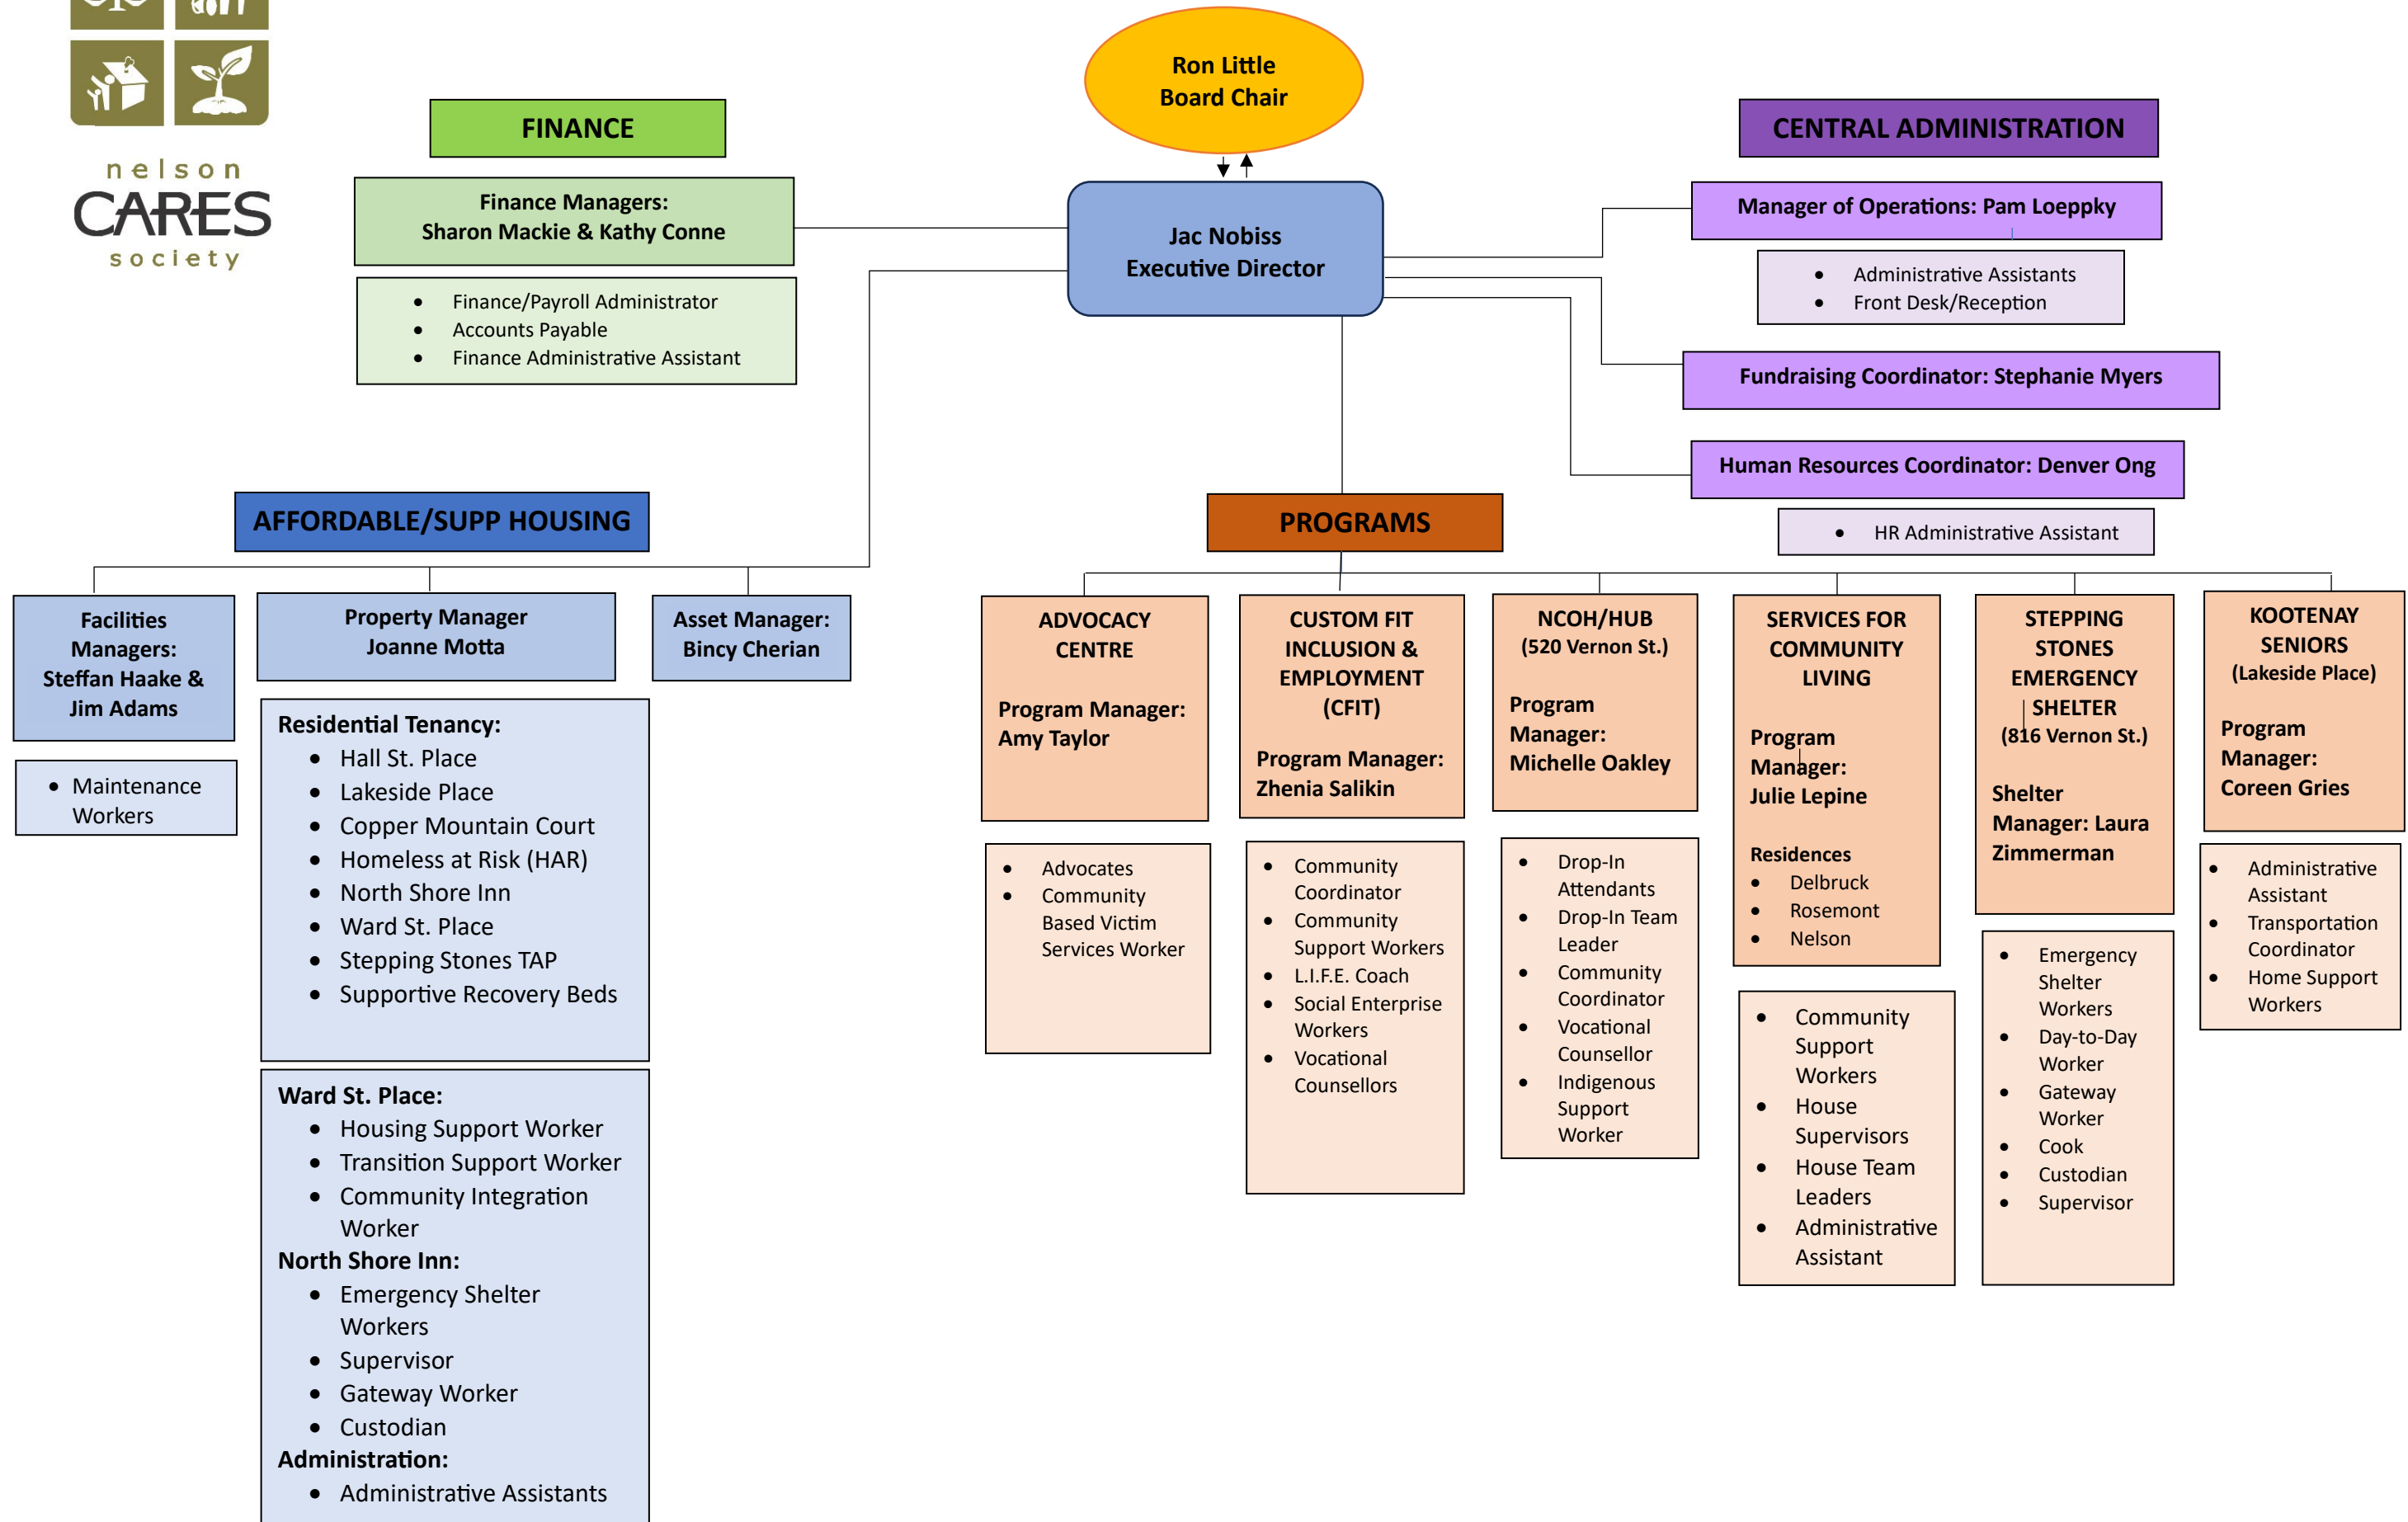 nelson
CARES
society
Ron Little
Board Chair
Jac Nobiss
Executive Director
FINANCE
Finance Managers:
Sharon Mackie & Kathy Conne
• Finance/Payroll Administrator
• Accounts Payable
• Finance Administrative Assistant
CENTRAL ADMINISTRATION
Manager of Operations: Pam Loeppky
• Administrative Assistants
• Front Desk/Reception
Fundraising Coordinator: Stephanie Myers
Human Resources Coordinator: Denver Ong
• HR Administrative Assistant
AFFORDABLE/SUPP HOUSING
Facilities
Managers:
Steffan Haake &
Jim Adams
• Maintenance
Workers
Property Manager
Joanne Motta
Residential Tenancy:
• Hall St. Place
• Lakeside Place
• Copper Mountain Court
• Homeless at Risk (HAR)
• North Shore Inn
• Ward St. Place
• Stepping Stones TAP
• Supportive Recovery Beds
Ward St. Place:
• Housing Support Worker
• Transition Support Worker
• Community Integration
Worker
North Shore Inn:
• Emergency Shelter
Workers
• Supervisor
• Gateway Worker
• Custodian
Administration:
• Administrative Assistants
Asset Manager:
Bincy Cherian
PROGRAMS
ADVOCACY
CENTRE
Program Manager:
Amy Taylor
• Advocates
• Community
Based Victim
Services Worker
CUSTOM FIT
INCLUSION &
EMPLOYMENT
(CFIT)
Program Manager:
Zhenia Salikin
• Community
Coordinator
• Community
Support Workers
• L.I.F.E. Coach
• Social Enterprise
Workers
• Vocational
Counsellors
NCOH/HUB
(520 Vernon St.)
Program
Manager:
Michelle Oakley
• Drop-In
Attendants
• Drop-In Team
Leader
• Community
Coordinator
• Vocational
Counsellor
• Indigenous
Support
Worker
SERVICES FOR
COMMUNITY
LIVING
Program
Manager:
Julie Lepine
Residences
• Delbruck
• Rosemont
• Nelson
• Community
Support
Workers
• House
Supervisors
• House Team
Leaders
• Administrative
Assistant
STEPPING
STONES
EMERGENCY
SHELTER
(816 Vernon St.)
Shelter
Manager: Laura
Zimmerman
• Emergency
Shelter
Workers
• Day-to-Day
Worker
• Gateway
Worker
• Cook
• Custodian
• Supervisor
KOOTENAY
SENIORS
(Lakeside Place)
Program
Manager:
Coreen Gries
• Administrative
Assistant
• Transportation
Coordinator
• Home Support
Workers